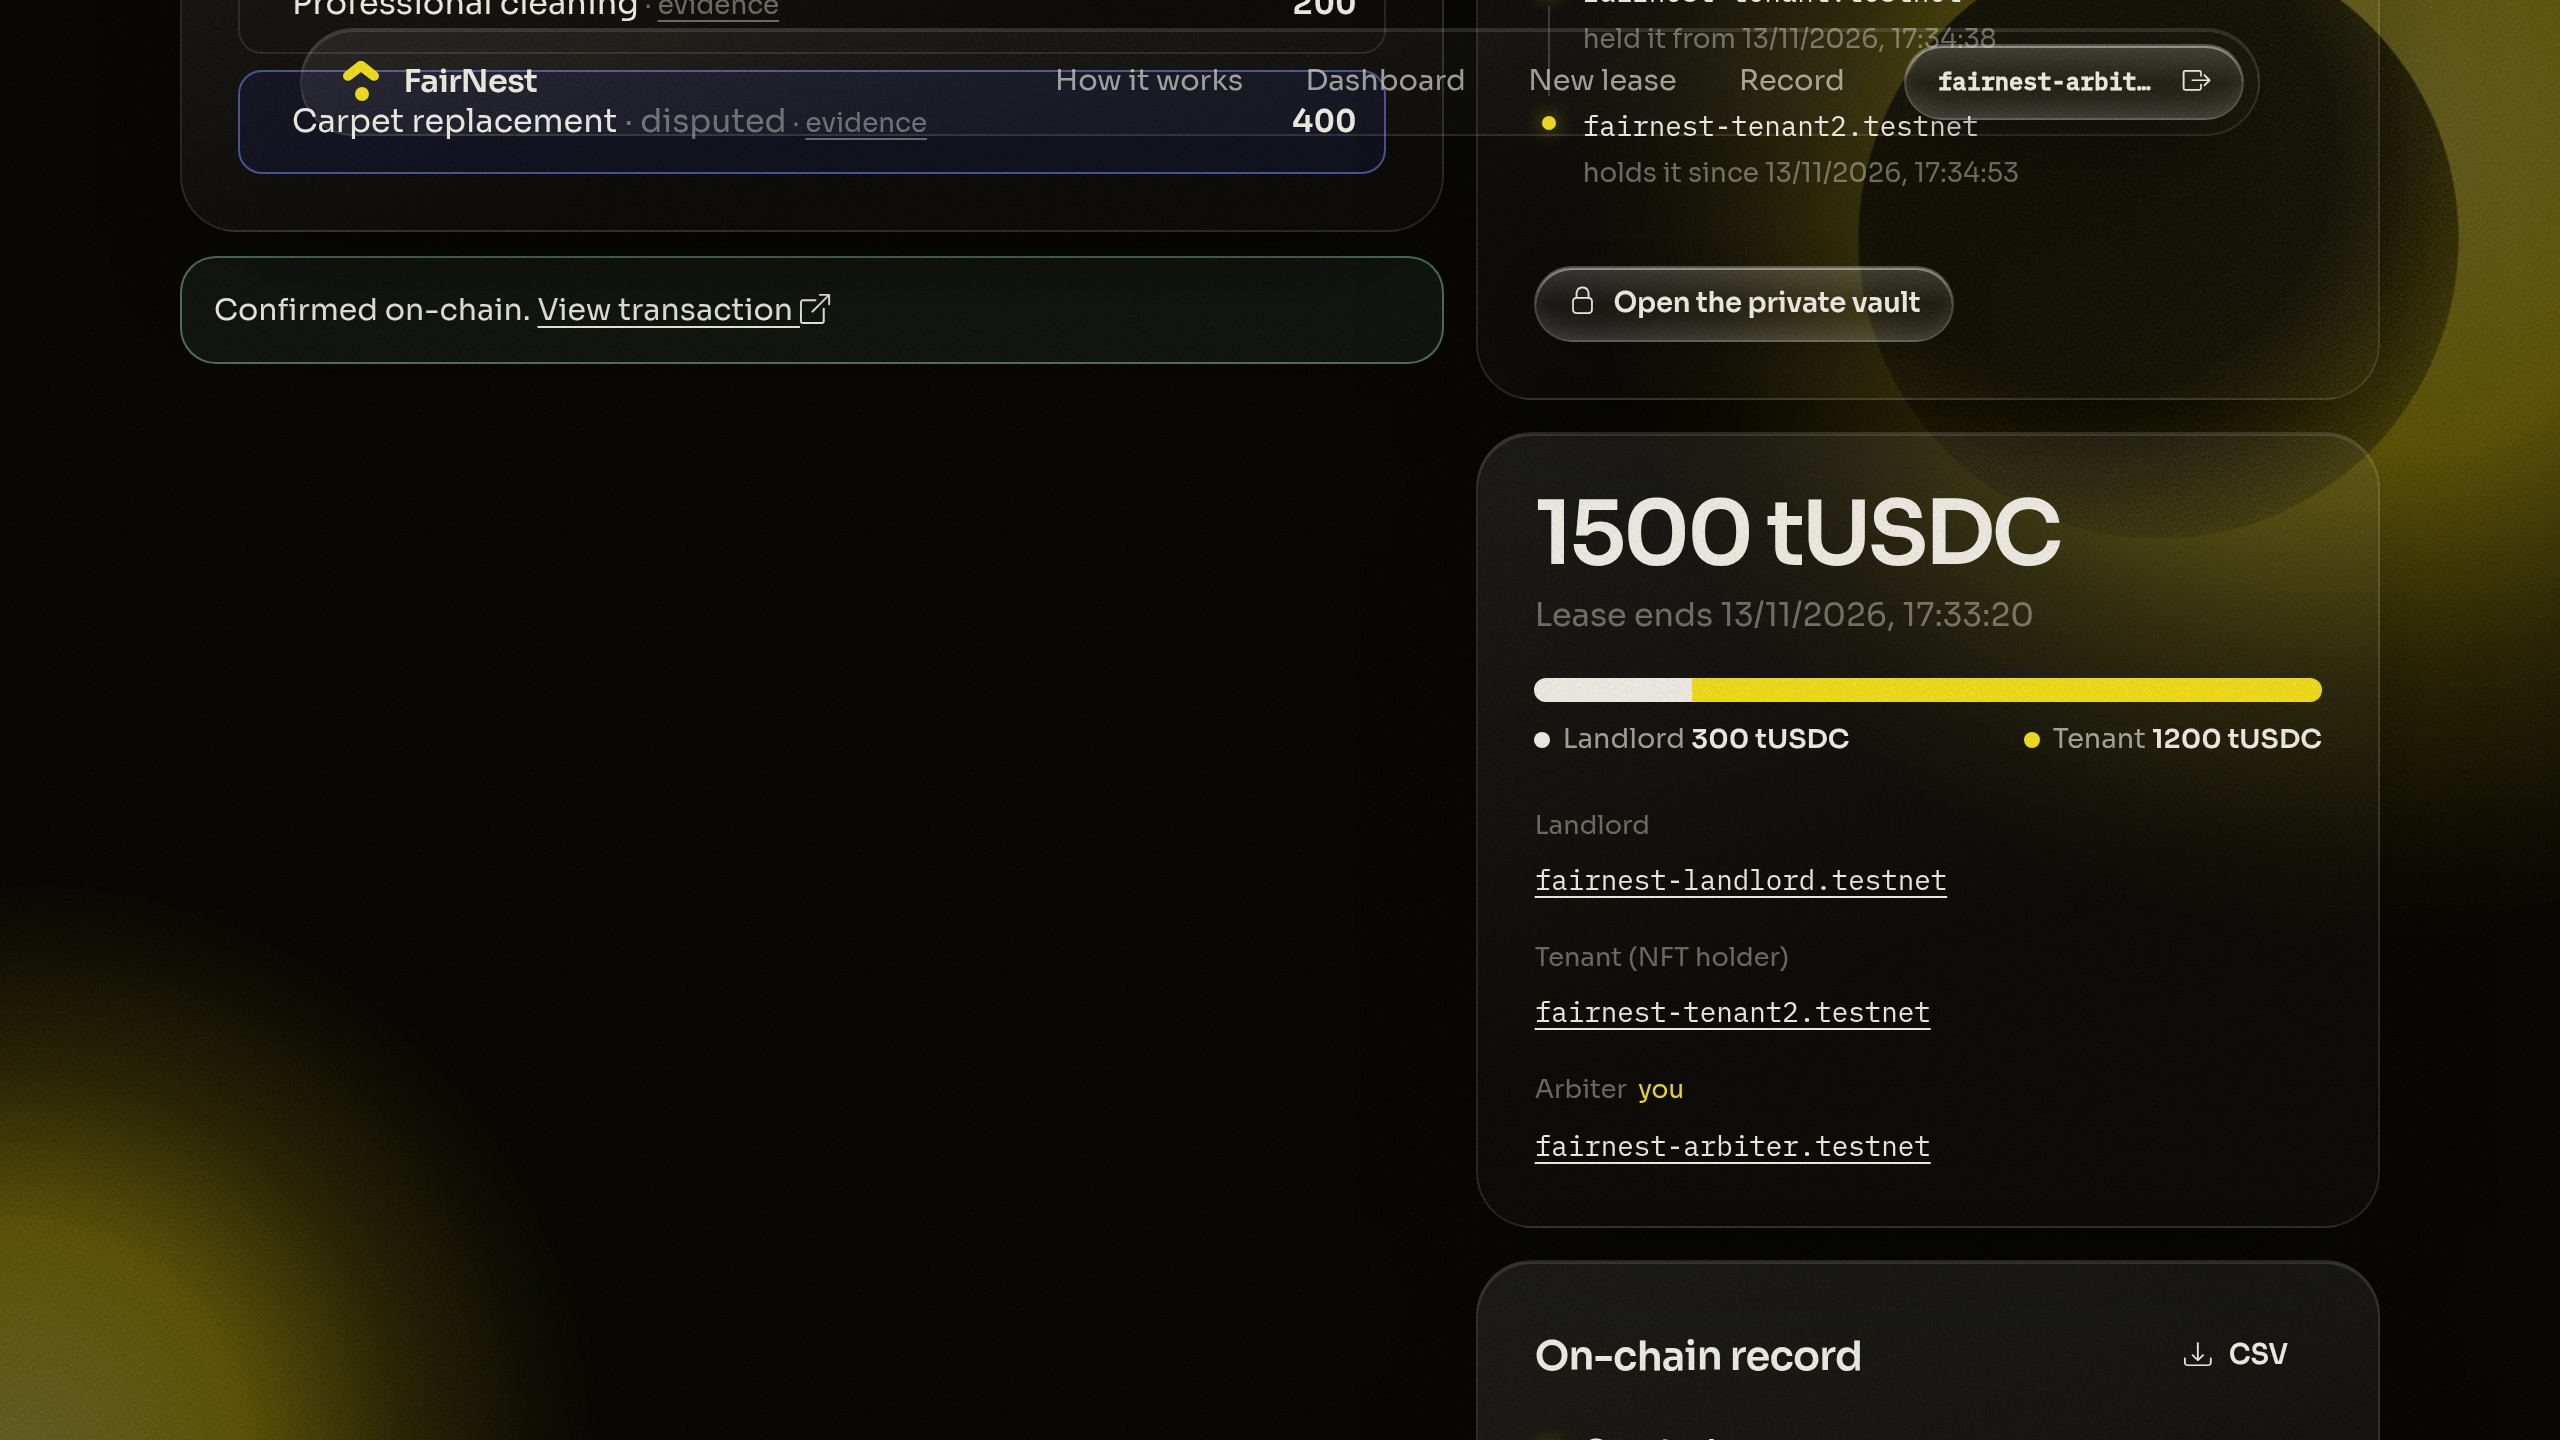 Professional cleaning · evidence 200
FairNest
How it works Dashboard New lease Record fairnest-arbit…
Carpet replacement · disputed · evidence 400
held it from 13/11/2026, 17:34:38
fairnest-tenant2.testnet
holds it since 13/11/2026, 17:34:53
Confirmed on-chain. View transaction
Open the private vault
1500 tUSDC
Lease ends 13/11/2026, 17:33:20
Landlord 300 tUSDC Tenant 1200 tUSDC
Landlord
fairnest-landlord.testnet
Tenant (NFT holder)
fairnest-tenant2.testnet
Arbiter you
fairnest-arbiter.testnet
On-chain record CSV